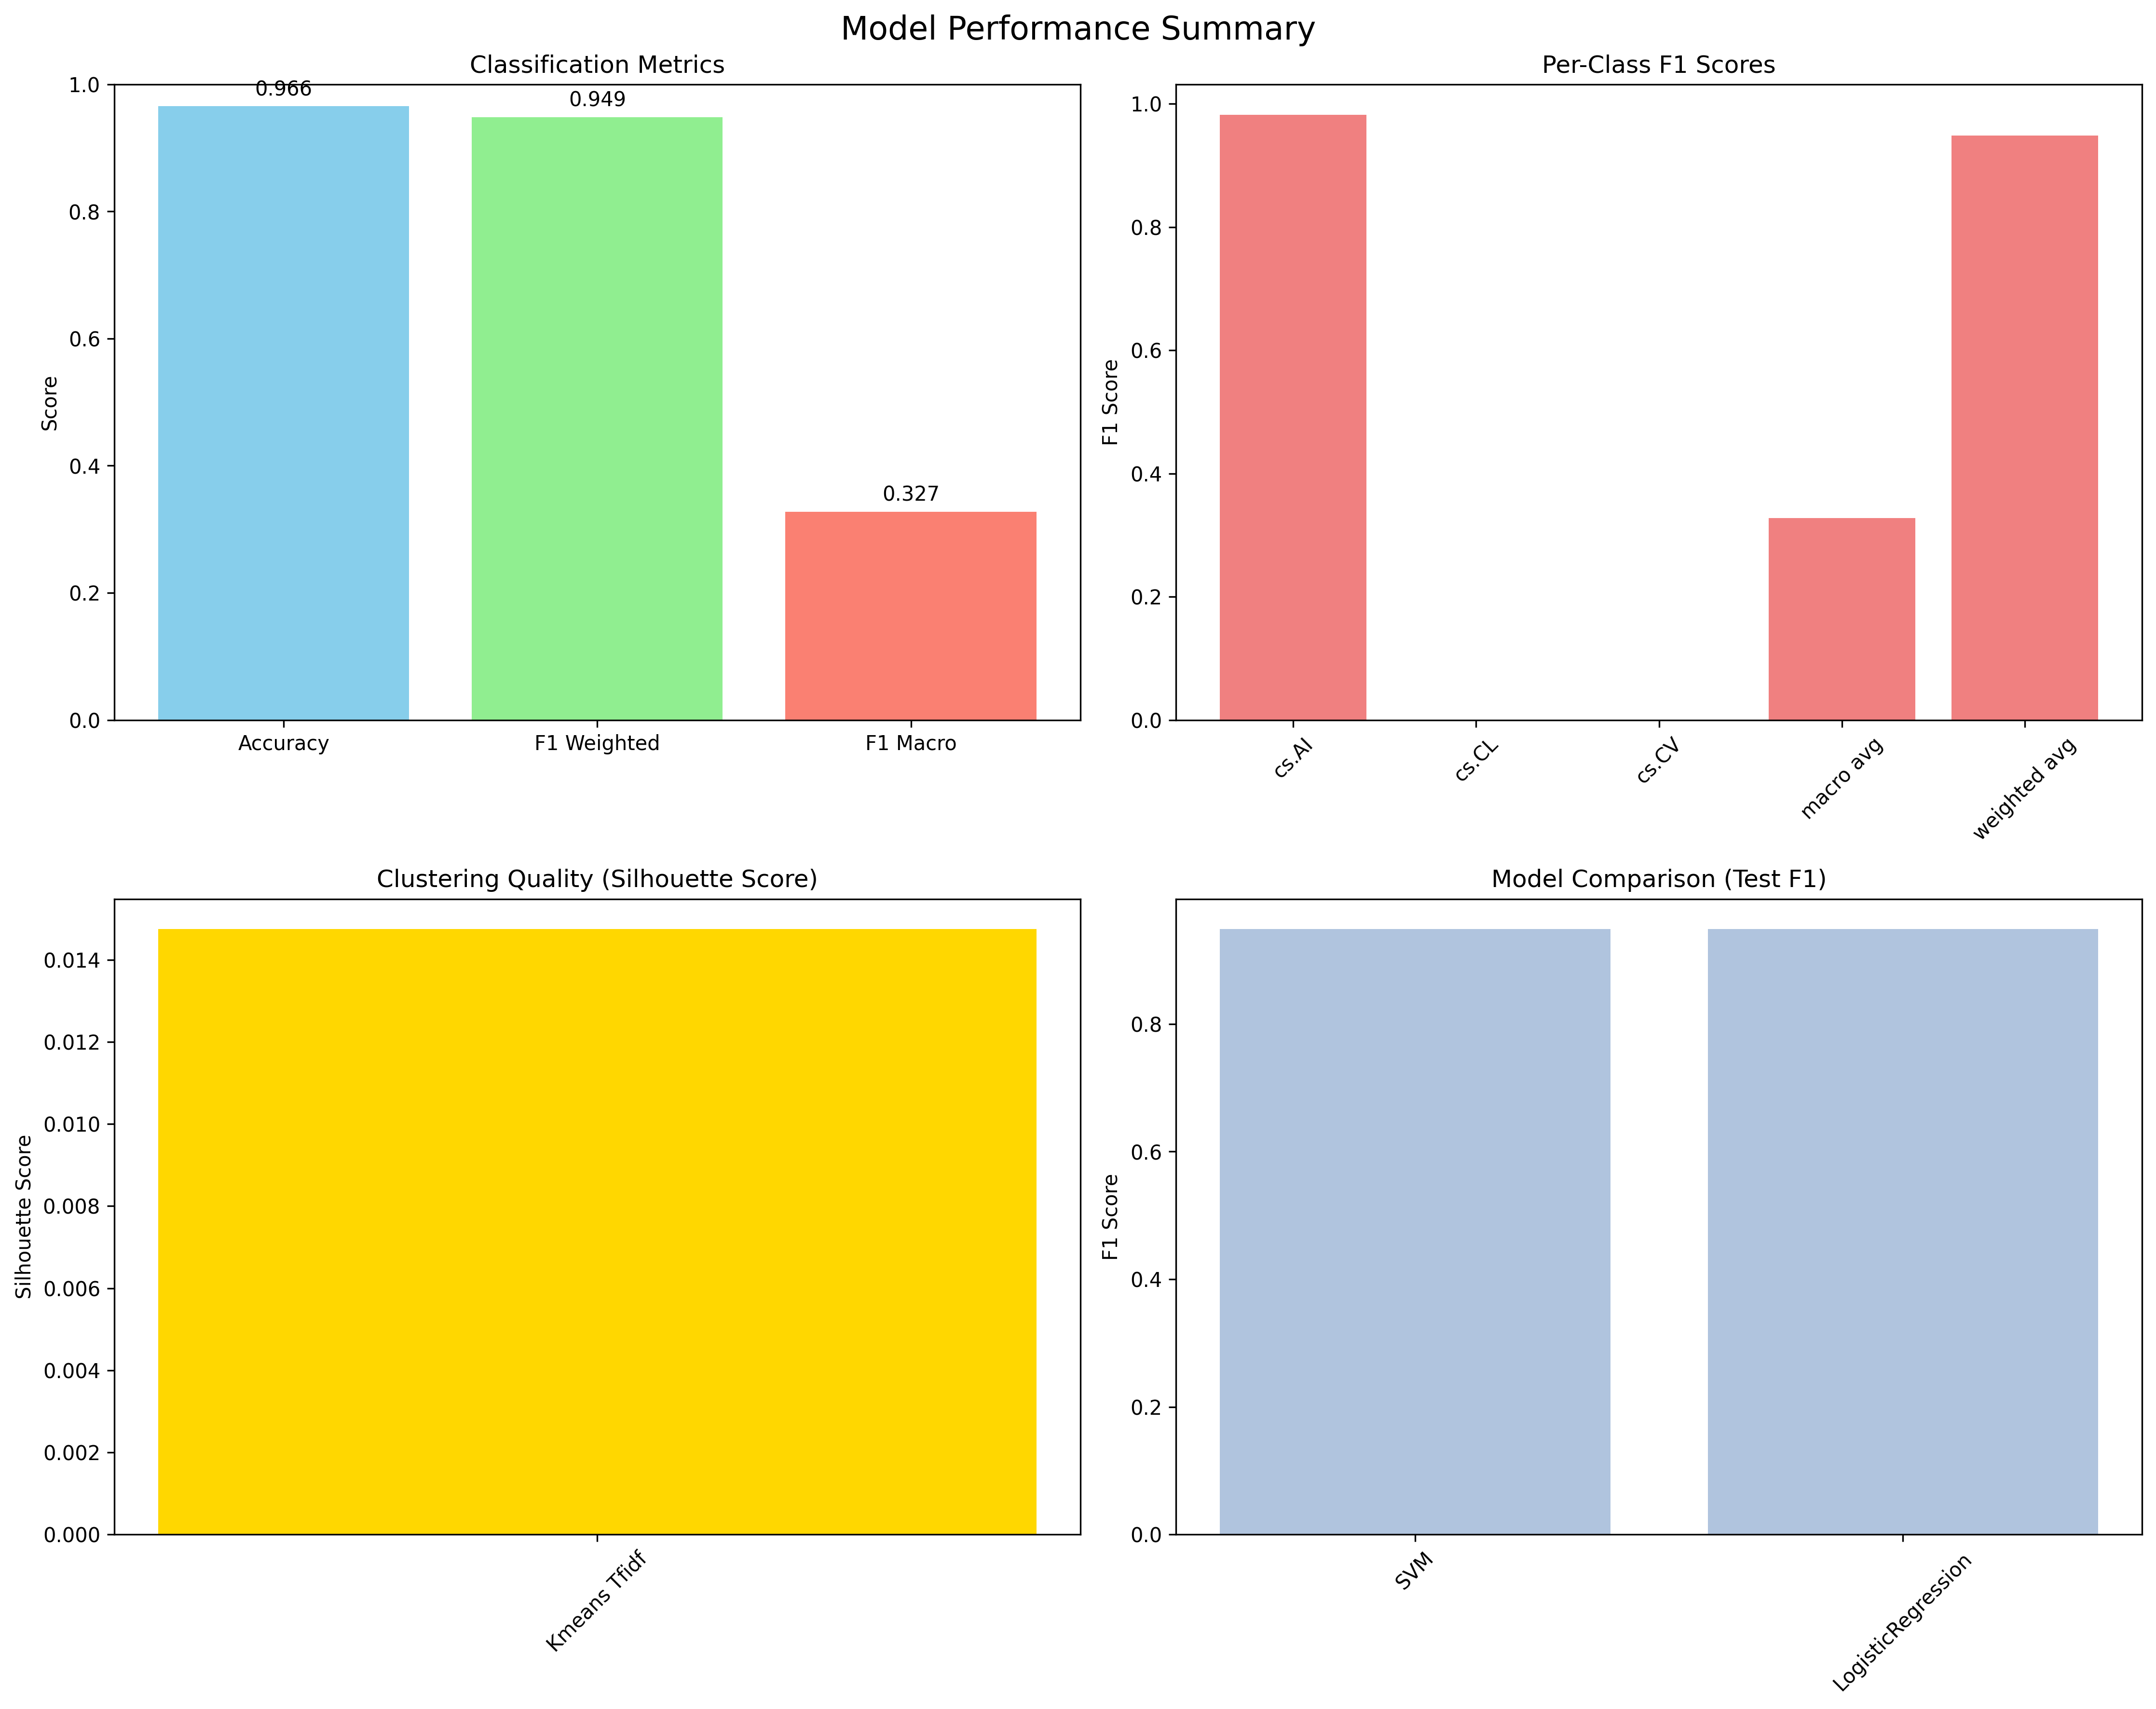 Model Performance Summary
Classification Metrics
Score
1.0
0.8
0.6
0.4
0.2
0.0
0.966
0.949
0.327
Accuracy
F1 Weighted
F1 Macro
Per-Class F1 Scores
F1 Score
1.0
0.8
0.6
0.4
0.2
0.0
cs.AI
cs.CL
cs.CV
macro avg
weighted avg
Clustering Quality (Silhouette Score)
Silhouette Score
0.014
0.012
0.010
0.008
0.006
0.004
0.002
0.000
Kmeans Tfidf
Model Comparison (Test F1)
F1 Score
0.8
0.6
0.4
0.2
0.0
SVM
LogisticRegression